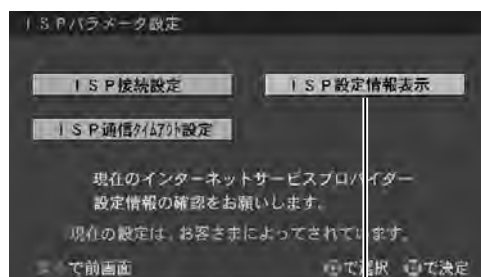 ISPパラメータ設定
ISP接続設定
ISP設定情報表示
ISP通信タイムアウト設定
現在のインターネットサービスプロバイダー
設定情報の確認をお願いします。
現在の設定は、お客さまによってされています。
で前画面
で選択
で決定